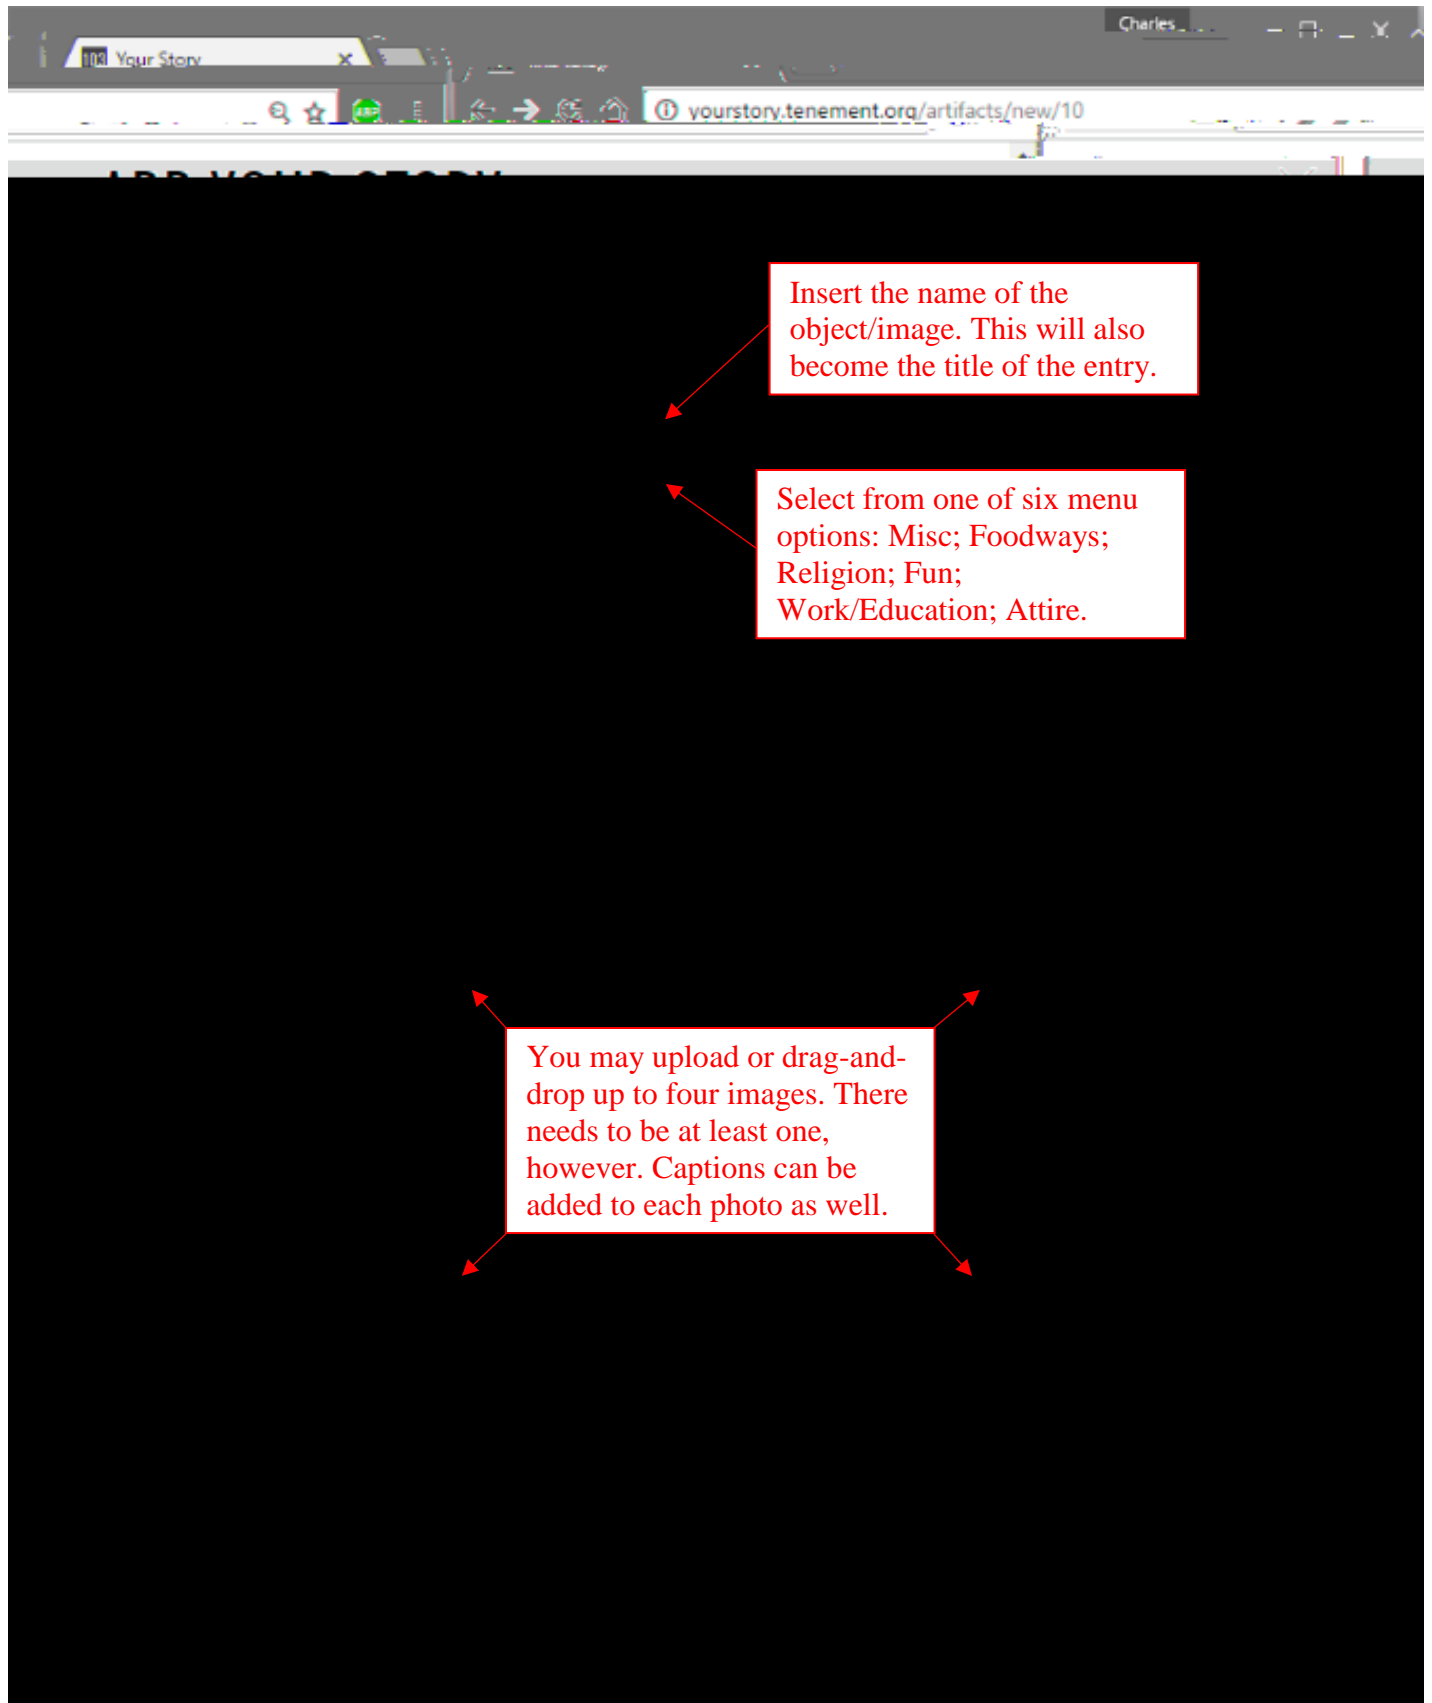 Charles
Your Story
yourstory.tenement.org/artifacts/new/10
ADD YOUR STORY
Insert the name of the
object/image. This will also
become the title of the entry.
Select from one of six menu
options: Misc; Foodways;
Religion; Fun;
Work/Education; Attire.
You may upload or drag-and-
drop up to four images. There
needs to be at least one,
however. Captions can be
added to each photo as well.